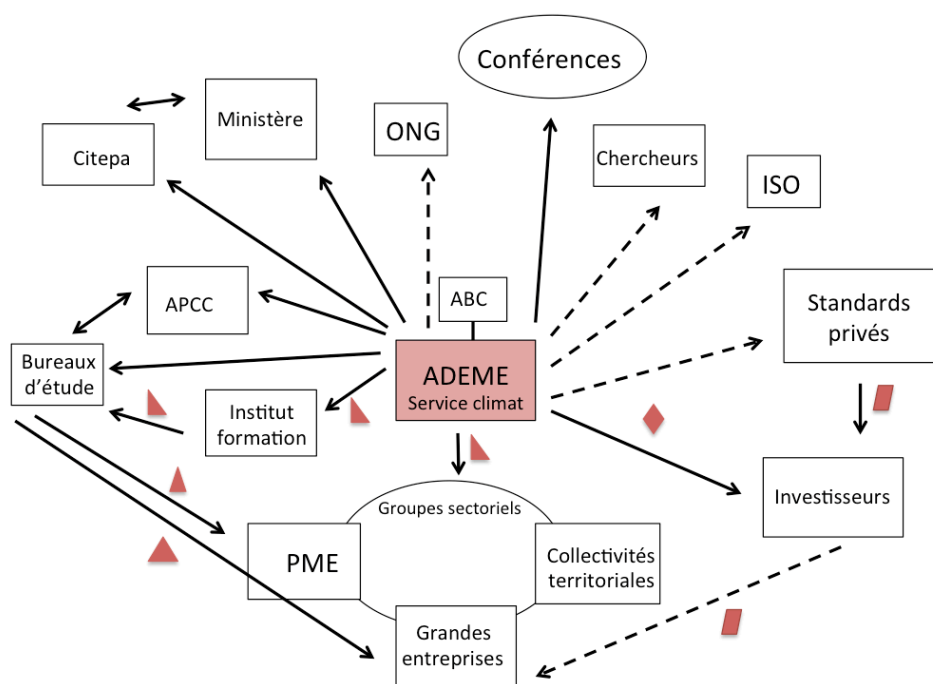 Conférences
Ministère
ONG
Citepa
Chercheurs
ISO
APCC
ABC
Standards
privés
Bureaux
d'étude
ADEME
Service climat
Institut
formation
Investisseurs
Groupes sectoriels
PME
Collectivités
territoriales
Grandes
entreprises